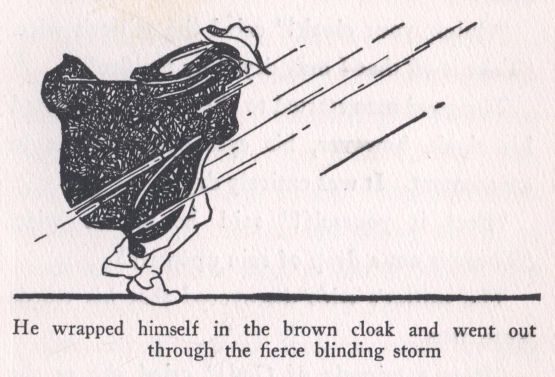 He wrapped himself in the brown cloak and went out
through the fierce blinding storm